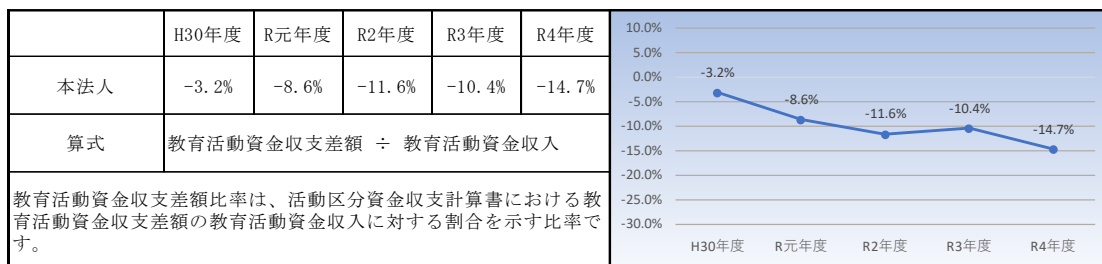 H30年度 R元年度 R2年度 R3年度 R4年度
本法人 -3.2% -8.6% -11.6% -10.4% -14.7%
算式 教育活動資金収支差額 ÷ 教育活動資金収入
教育活動資金収支差額比率は、活動区分資金収支計算書における教
育活動資金収支差額の教育活動資金収入に対する割合を示す比率で
す。
10.0%
5.0%
0.0%
-5.0%
-10.0%
-15.0%
-20.0%
-25.0%
-30.0%
-3.2%
-8.6%
-11.6%
-10.4%
-14.7%
H30年度 R元年度 R2年度 R3年度 R4年度